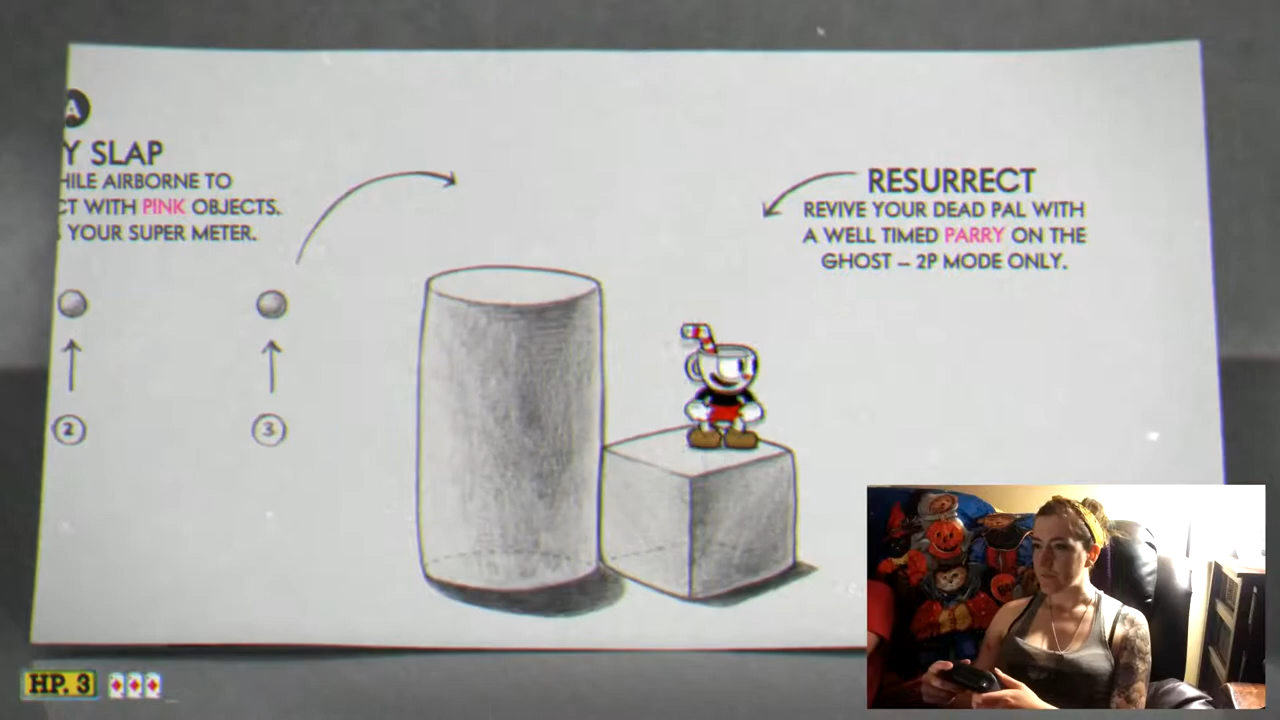 A
Y SLAP
HILE AIRBORNE TO
CT WITH PINK OBJECTS.
S YOUR SUPER METER.
2
3
RESURRECT
REVIVE YOUR DEAD PAL WITH
A WELL TIMED PARRY ON THE
GHOST – 2P MODE ONLY.
HP. 3